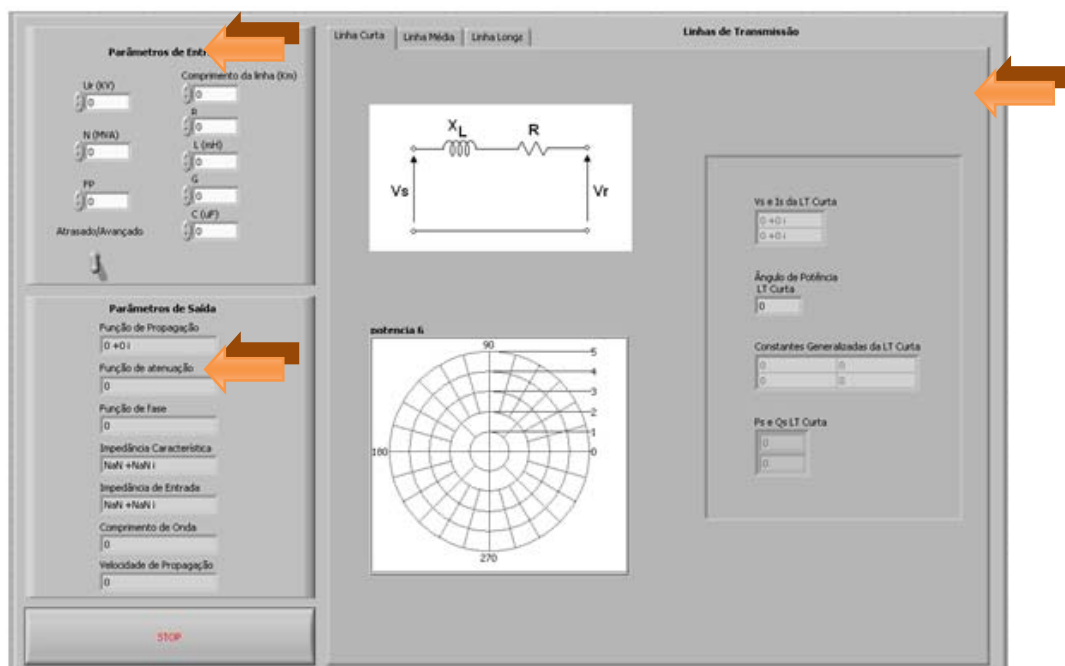 Parâmetros de Entr
Ur (KV)
0
N (MVA)
0
FP
0
Atrasado/Avançado
Comprimento da linha (Km)
0
R
0
L (mH)
0
G
0
C (uF)
0
Parâmetros de Saída
Função de Propagação
0 +0 i
Função de atenuação
0
Função de fase
0
Impedância Característica
NaN +NaN i
Impedância de Entrada
NaN +NaN i
Comprimento de Onda
0
Velocidade de Propagação
0
STOP
Linha Curta
Linha Média
Linha Longa
Linhas de Transmissão
XL
R
Vs
Vr
potencia 6
90
5
4
3
2
1
180
0
270
Vs e Is da LT Curta
0 +0 i
0 +0 i
Ângulo de Potência
LT Curta
0
Constantes Generalizadas da LT Curta
0 0
0 0
Ps e Qs LT Curta
0
0